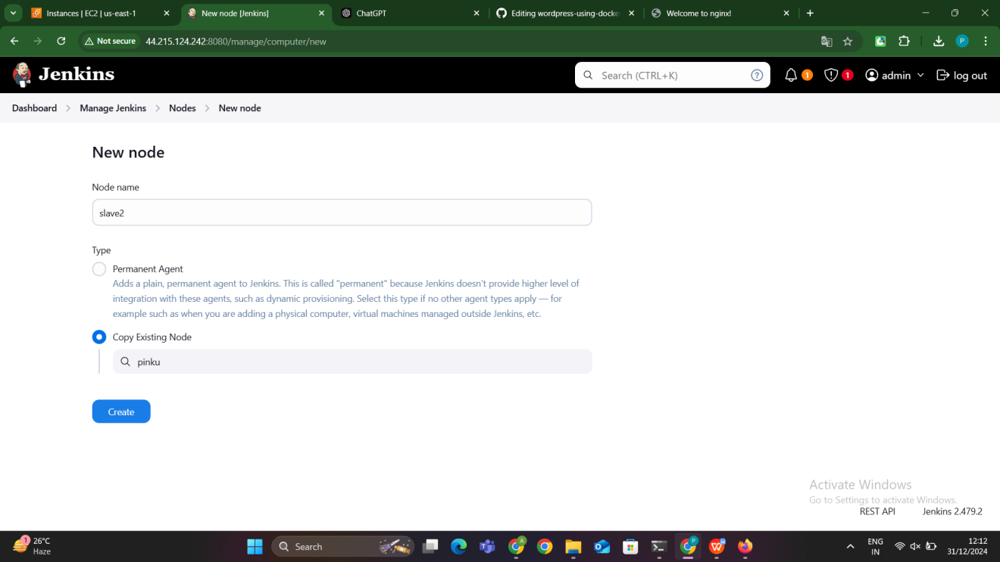 Instances | EC2 | us-east-1
New node [Jenkins]
ChatGPT
Editing wordpress-using-docke
Welcome to nginx!
Not secure
44.215.124.242:8080/manage/computer/new
P
Jenkins
Search (CTRL+K)
?
1
1
admin
log out
Dashboard
Manage Jenkins
Nodes
New node
New node
Node name
slave2
Type
Permanent Agent
Adds a plain, permanent agent to Jenkins. This is called "permanent" because Jenkins doesn’t provide higher level of
integration with these agents, such as dynamic provisioning. Select this type if no other agent types apply — for
example such as when you are adding a physical computer, virtual machines managed outside Jenkins, etc.
Copy Existing Node
pinku
Create
Activate Windows
Go to Settings to activate Windows.
REST API
Jenkins 2.479.2
1
26°C
Haze
Search
A
P
ENG
IN
12:12
31/12/2024